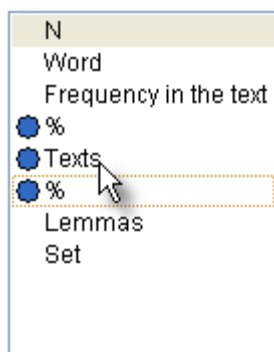 N
Word
Frequency in the text
%
Texts
%
Lemmas
Set